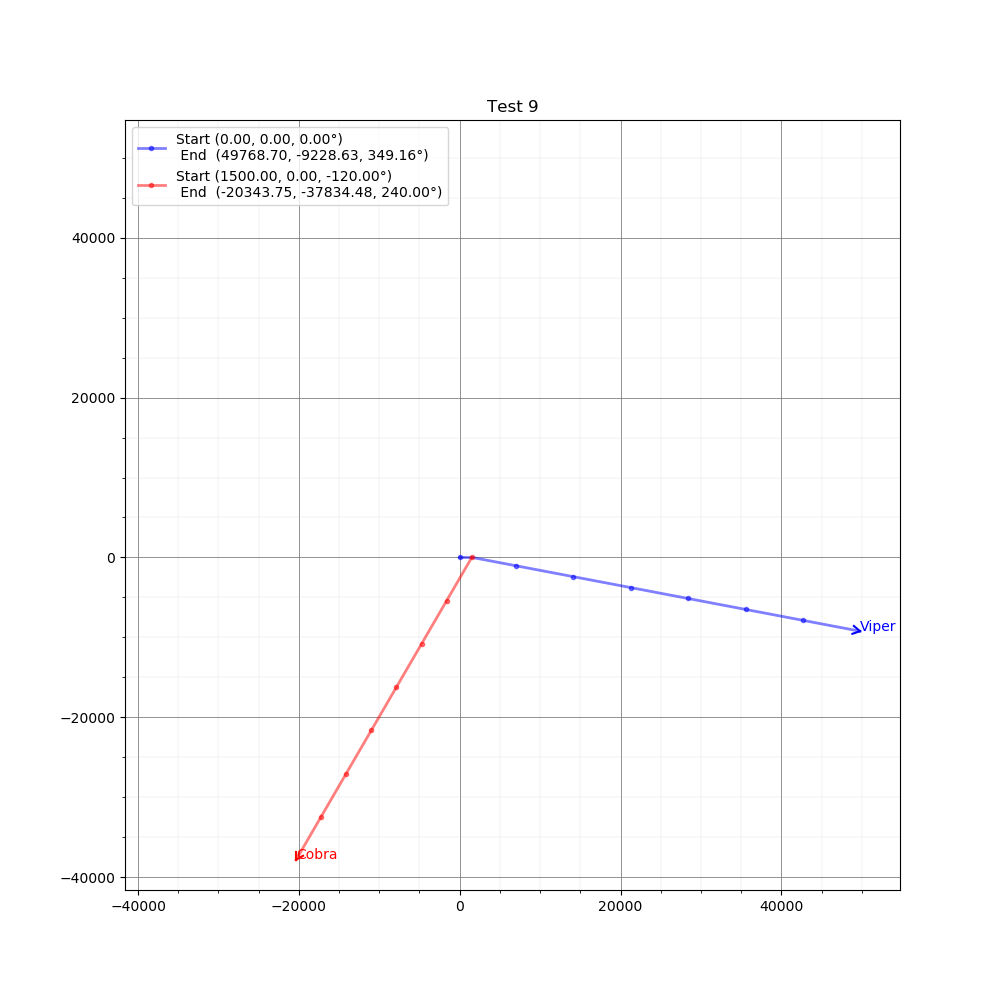 Test 9
Start (0.00, 0.00, 0.00°)
End  (49768.70, -9228.63, 349.16°)
Start (1500.00, 0.00, -120.00°)
End  (-20343.75, -37834.48, 240.00°)
40000
20000
0
−20000
−40000
Viper
Cobra
−40000
−20000
0
20000
40000